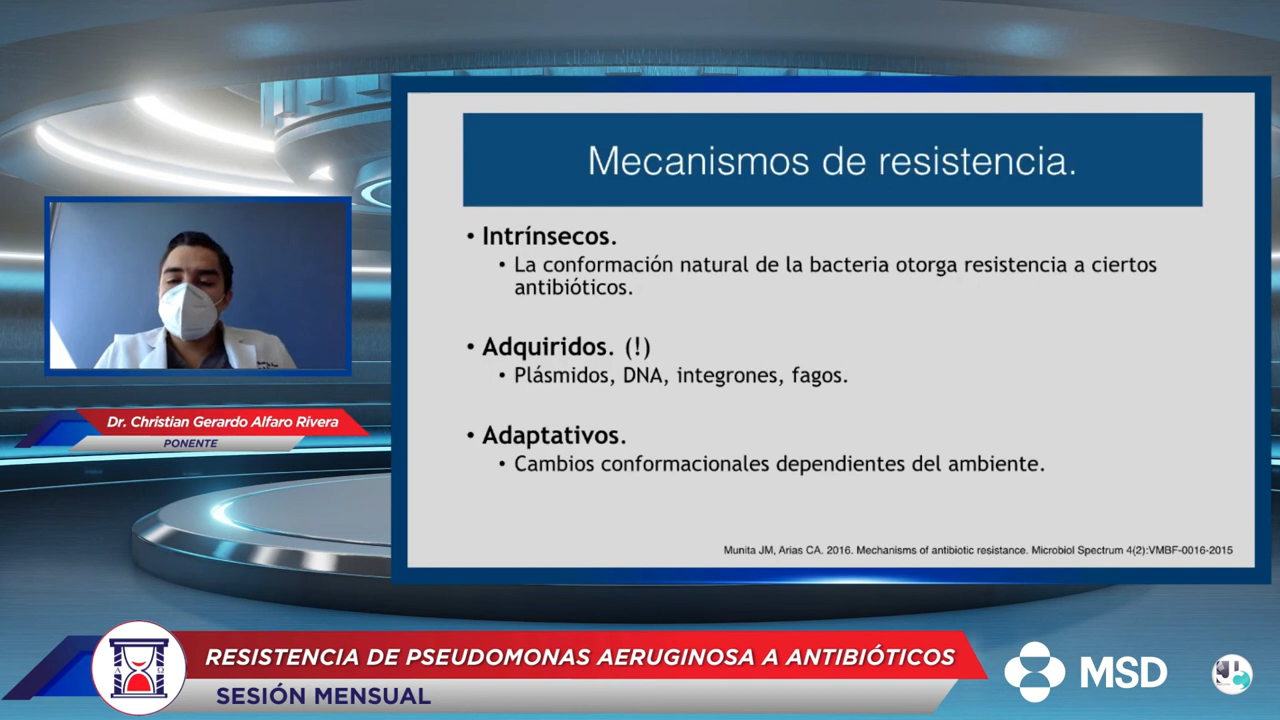 Mecanismos de resistencia.
• Intrínsecos.
• La conformación natural de la bacteria otorga resistencia a ciertos
antibióticos.
• Adquiridos. (!)
• Plásmidos, DNA, integrones, fagos.
• Adaptativos.
• Cambios conformacionales dependientes del ambiente.
Munita JM, Arias CA. 2016. Mechanisms of antibiotic resistance. Microbiol Spectrum 4(2):VMBF-0016-2015
Dr. Christian Gerardo Alfaro Rivera
PONENTE
A Ω
RESISTENCIA DE PSEUDOMONAS AERUGINOSA A ANTIBIÓTICOS
SESIÓN MENSUAL
MSD